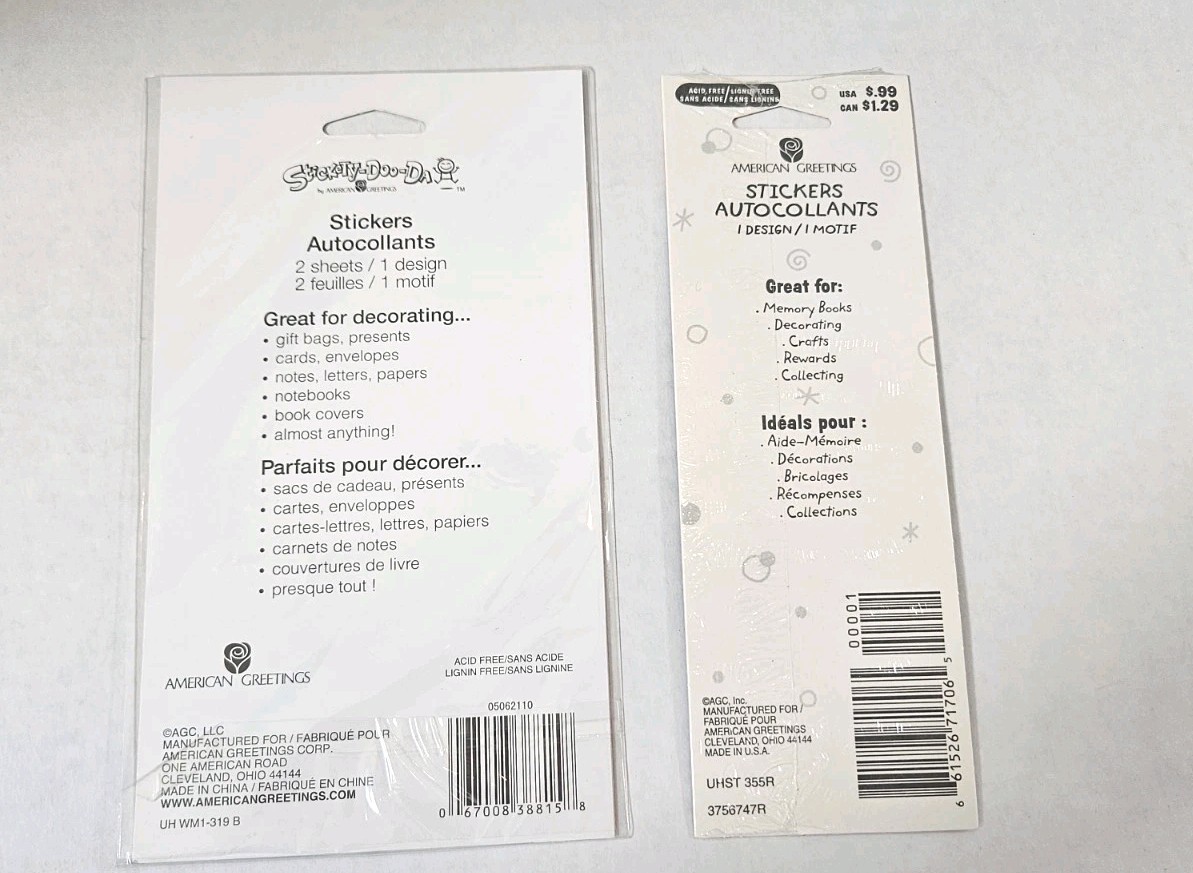 STICKETY-DOO-DA
by AMERICAN GREETINGS ™
Stickers
Autocollants
2 sheets / 1 design
2 feuilles / 1 motif
Great for decorating...
• gift bags, presents
• cards, envelopes
• notes, letters, papers
• notebooks
• book covers
• almost anything!
Parfaits pour décorer...
• sacs de cadeau, présents
• cartes, enveloppes
• cartes-lettres, lettres, papiers
• carnets de notes
• couvertures de livre
• presque tout !
AMERICAN GREETINGS
ACID FREE/SANS ACIDE
LIGNIN FREE/SANS LIGNINE
©AGC, LLC
MANUFACTURED FOR / FABRIQUÉ POUR
AMERICAN GREETINGS CORP.
ONE AMERICAN ROAD
CLEVELAND, OHIO 44144
MADE IN CHINA / FABRIQUÉ EN CHINE
WWW.AMERICANGREETINGS.COM
UH WM1-319 B
05062110
0 67008 38815 8
ACID FREE/LIGNIN FREE
SANS ACIDE/SANS LIGNINE
USA $.99
CAN $1.29
AMERICAN GREETINGS
STICKERS
AUTOCOLLANTS
1 DESIGN / 1 MOTIF
Great for:
. Memory Books
. Decorating
. Crafts
. Rewards
. Collecting
Idéals pour :
. Aide-Mémoire
. Décorations
. Bricolages
. Récompenses
. Collections
©AGC, Inc.
MANUFACTURED FOR /
FABRIQUÉ POUR
AMERICAN GREETINGS
CLEVELAND, OHIO 44144
MADE IN U.S.A.
UHST 355R
3756747R
00001
6 15267 1706 5